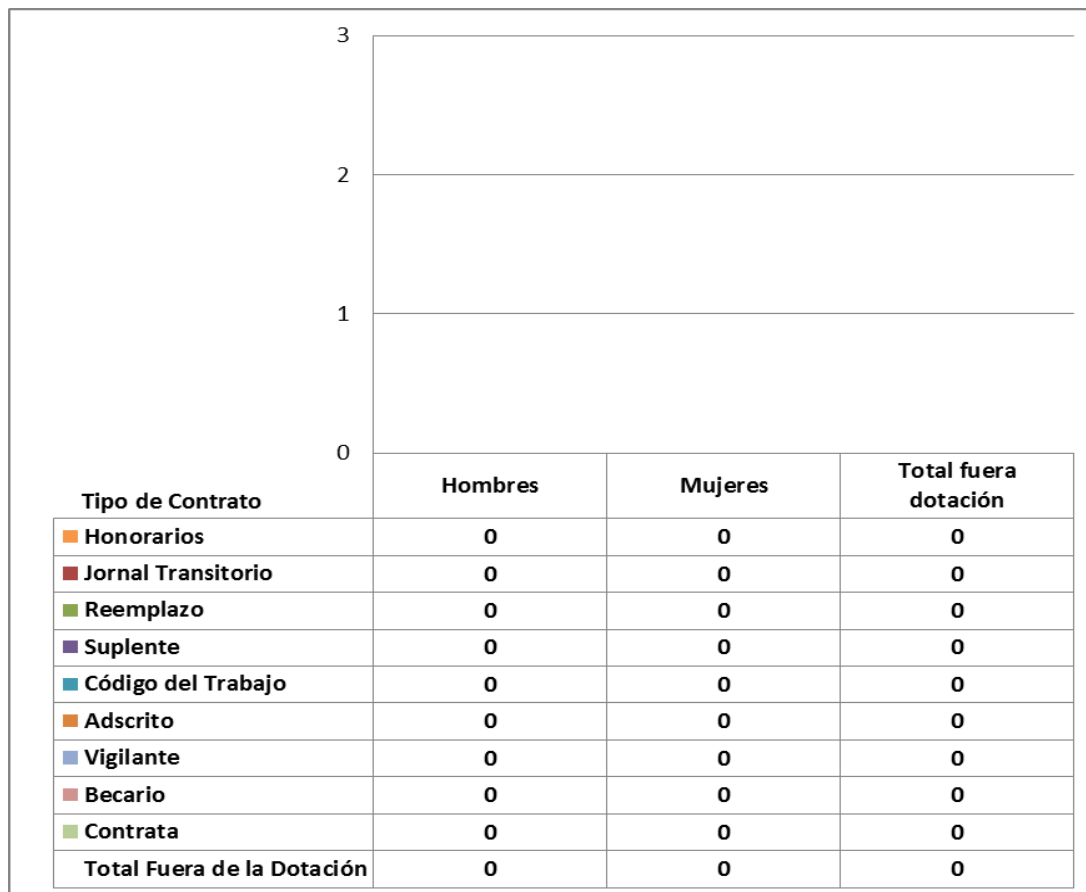 3
2
1
0
Tipo de Contrato
Hombres
Mujeres
Total fuera
dotación
Honorarios 0 0 0
Jornal Transitorio 0 0 0
Reemplazo 0 0 0
Suplente 0 0 0
Código del Trabajo 0 0 0
Adscrito 0 0 0
Vigilante 0 0 0
Becario 0 0 0
Contrata 0 0 0
Total Fuera de la Dotación 0 0 0